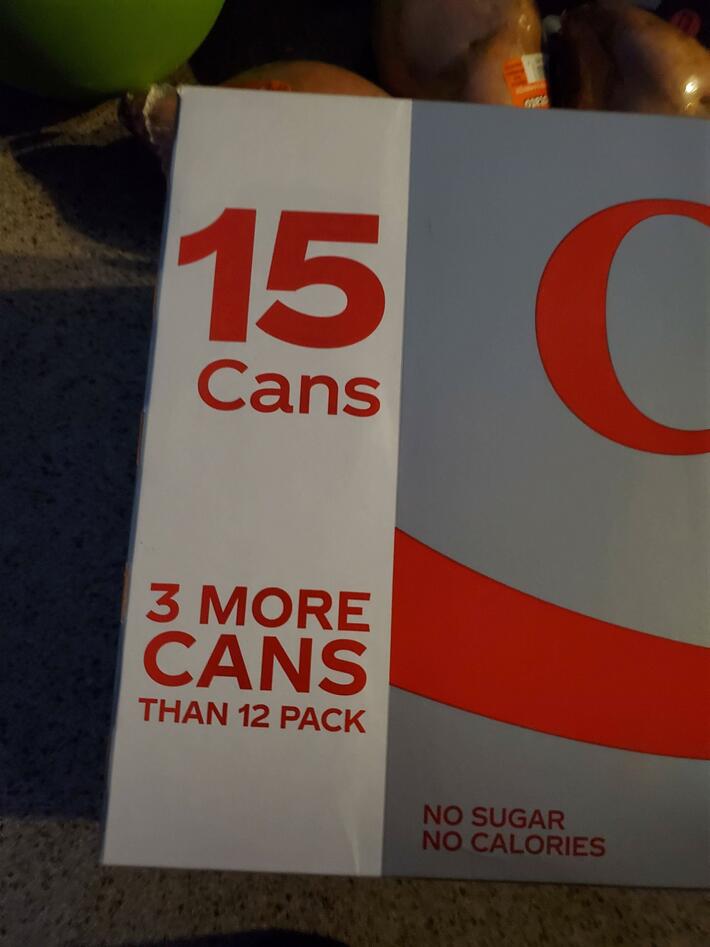 15
Cans
3 MORE
CANS
THAN 12 PACK
NO SUGAR
NO CALORIES